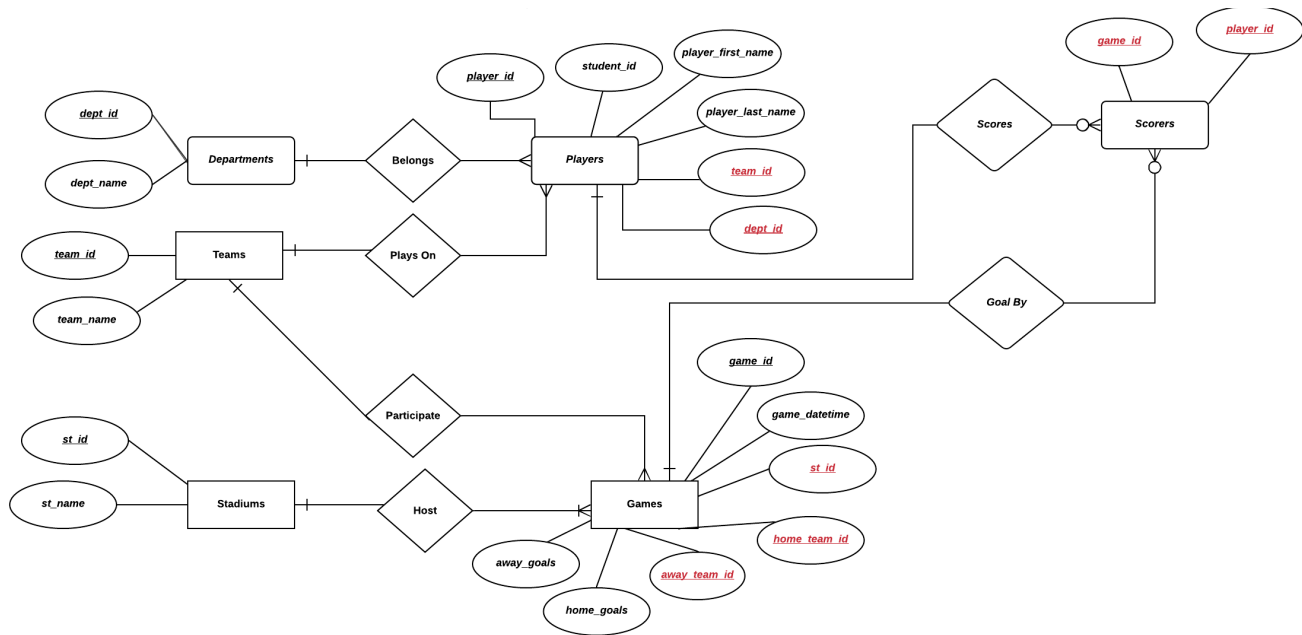 game_id
player_id
player_id
student_id
player_first_name
player_last_name
dept_id
Departments
Belongs
Players
Scores
Scorers
dept_name
team_id
dept_id
team_id
Teams
Plays On
team_name
Goal By
game_id
Participate
game_datetime
st_id
st_id
st_name
Stadiums
Host
Games
home_team_id
away_goals
away_team_id
home_goals